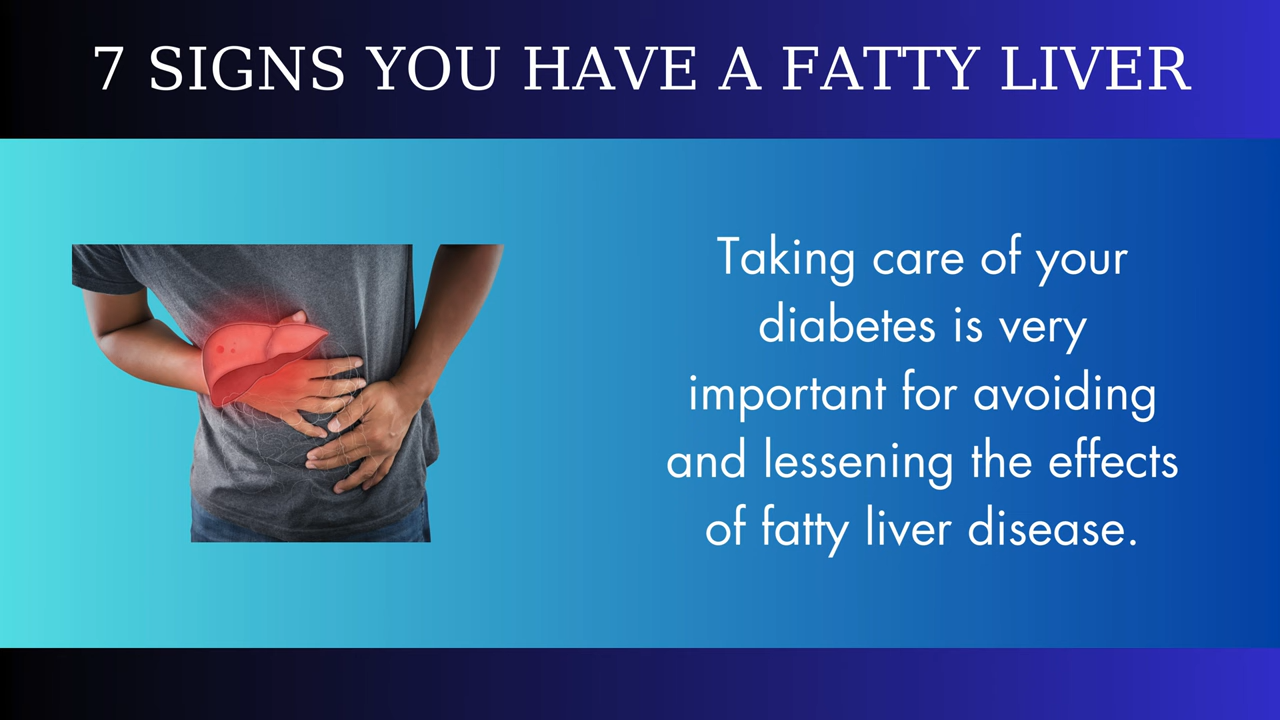 7 SIGNS YOU HAVE A FATTY LIVER
Taking care of your
diabetes is very
important for avoiding
and lessening the effects
of fatty liver disease.